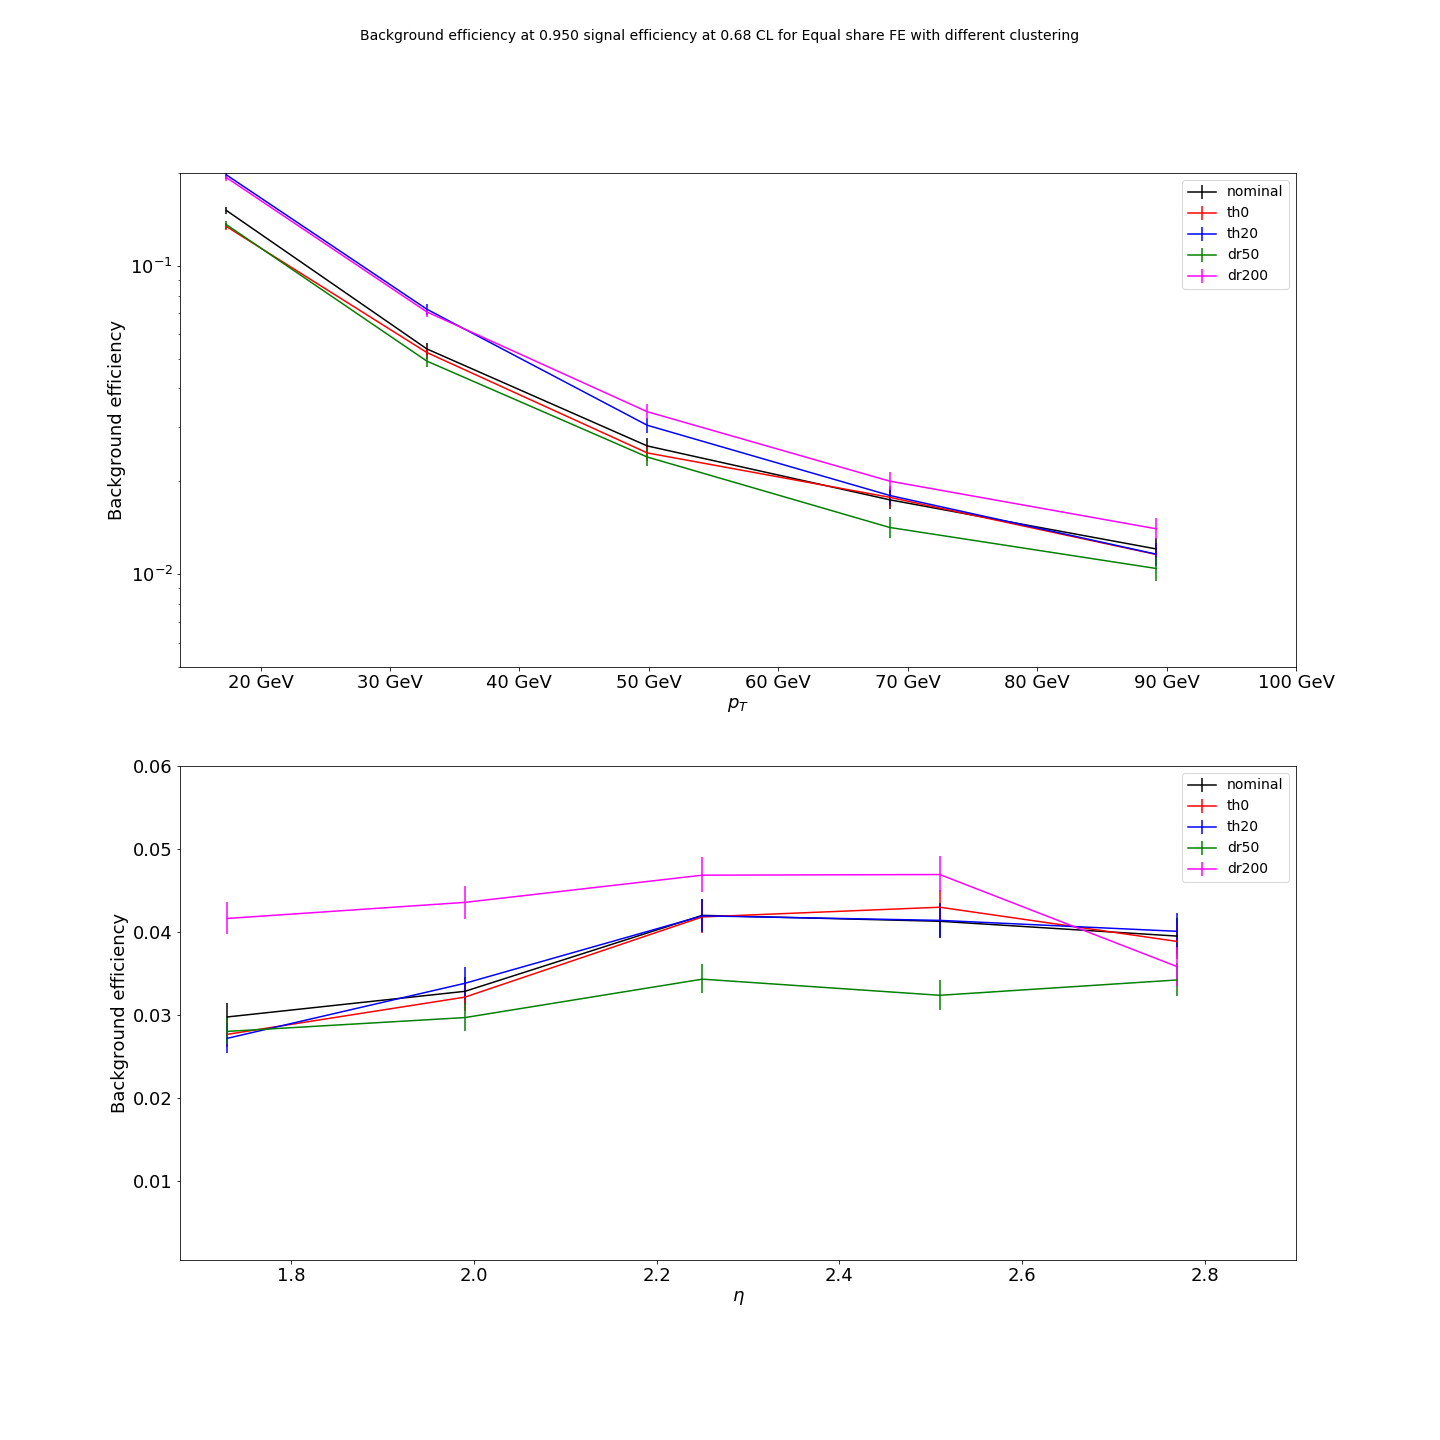 Background efficiency at 0.950 signal efficiency at 0.68 CL for Equal share FE with different clustering
nominal
th0
th20
dr50
dr200
10⁻¹
10⁻²
Background efficiency
20 GeV 30 GeV 40 GeV 50 GeV 60 GeV 70 GeV 80 GeV 90 GeV 100 GeV
p_T
nominal
th0
th20
dr50
dr200
0.06
0.05
0.04
0.03
0.02
0.01
Background efficiency
1.8 2.0 2.2 2.4 2.6 2.8
η